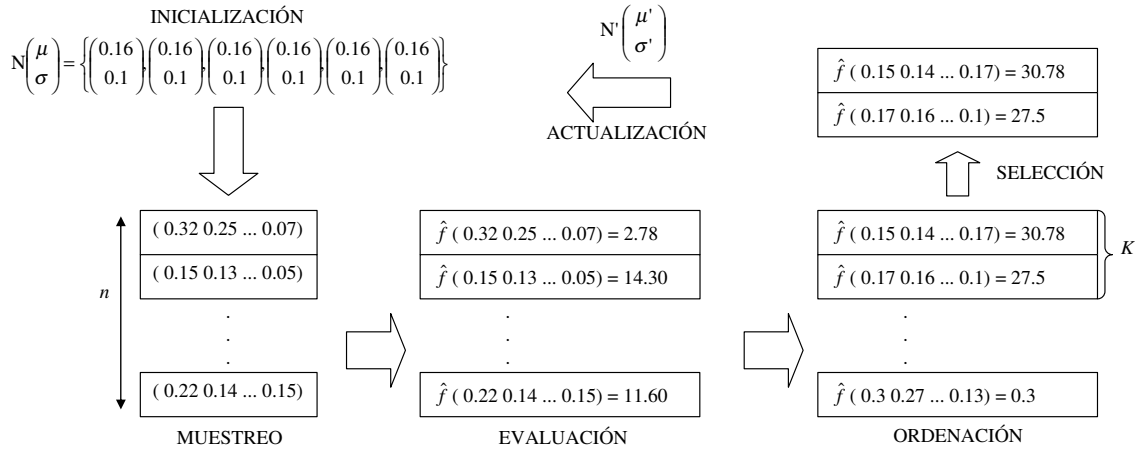 INICIALIZACIÓN
N(μ σ) = {(0.16 0.1),(0.16 0.1),(0.16 0.1),(0.16 0.1),(0.16 0.1),(0.16 0.1)}
N'(μ' σ')
ACTUALIZACIÓN
f̂ ( 0.15 0.14 ... 0.17) = 30.78
f̂ ( 0.17 0.16 ... 0.1) = 27.5
SELECCIÓN
n
( 0.32 0.25 ... 0.07)
( 0.15 0.13 ... 0.05)
.
.
.
( 0.22 0.14 ... 0.15)
MUESTREO
f̂ ( 0.32 0.25 ... 0.07) = 2.78
f̂ ( 0.15 0.13 ... 0.05) = 14.30
.
.
.
f̂ ( 0.22 0.14 ... 0.15) = 11.60
EVALUACIÓN
f̂ ( 0.15 0.14 ... 0.17) = 30.78
f̂ ( 0.17 0.16 ... 0.1) = 27.5
K
.
.
.
f̂ ( 0.3 0.27 ... 0.13) = 0.3
ORDENACIÓN